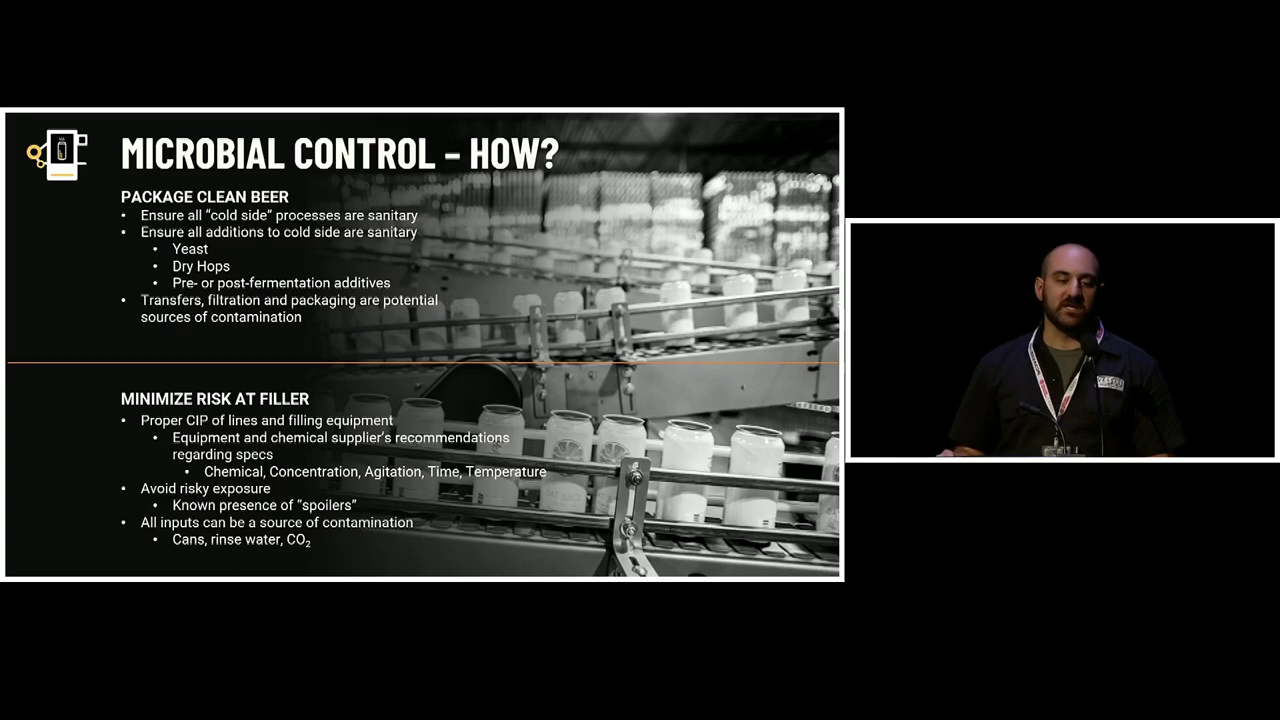 MICROBIAL CONTROL – HOW?
PACKAGE CLEAN BEER
• Ensure all “cold side” processes are sanitary
• Ensure all additions to cold side are sanitary
• Yeast
• Dry Hops
• Pre- or post-fermentation additives
• Transfers, filtration and packaging are potential
sources of contamination
MINIMIZE RISK AT FILLER
• Proper CIP of lines and filling equipment
• Equipment and chemical supplier’s recommendations
regarding specs
• Chemical, Concentration, Agitation, Time, Temperature
• Avoid risky exposure
• Known presence of “spoilers”
• All inputs can be a source of contamination
• Cans, rinse water, CO₂